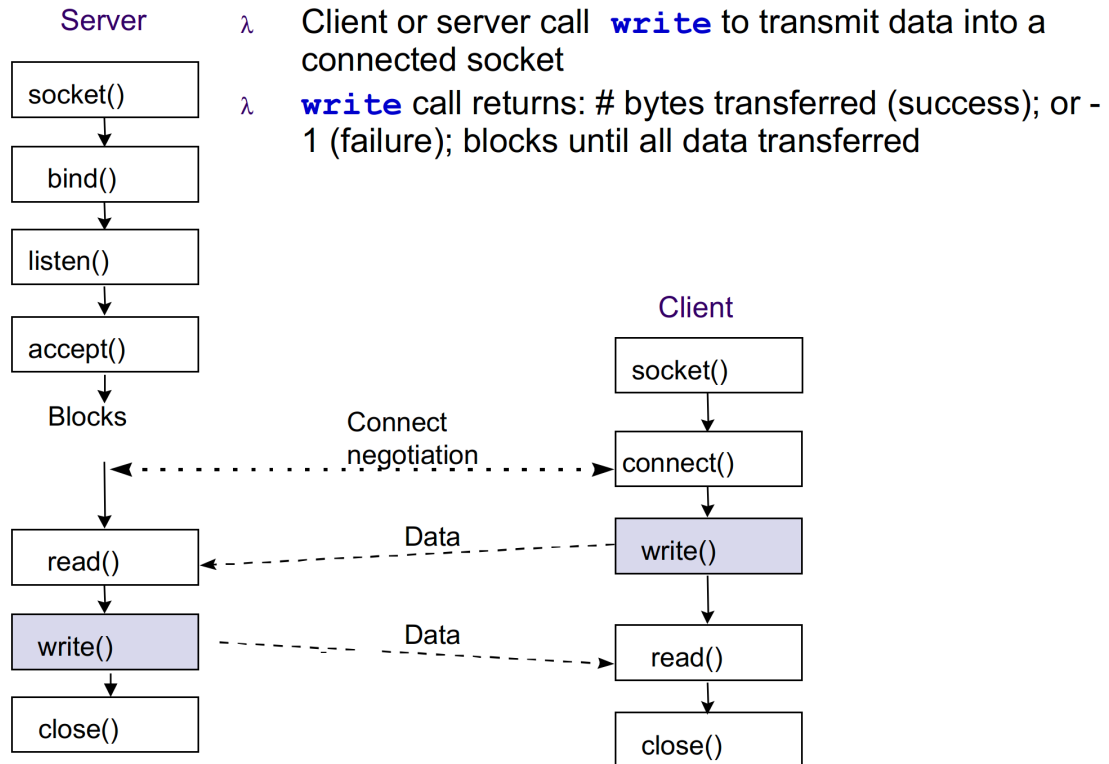 Server
λ Client or server call write to transmit data into a
connected socket
λ write call returns: # bytes transferred (success); or -
1 (failure); blocks until all data transferred
socket()
bind()
listen()
accept()
Blocks
Client
socket()
Connect
negotiation
connect()
Data
write()
read()
write()
Data
read()
close()
close()